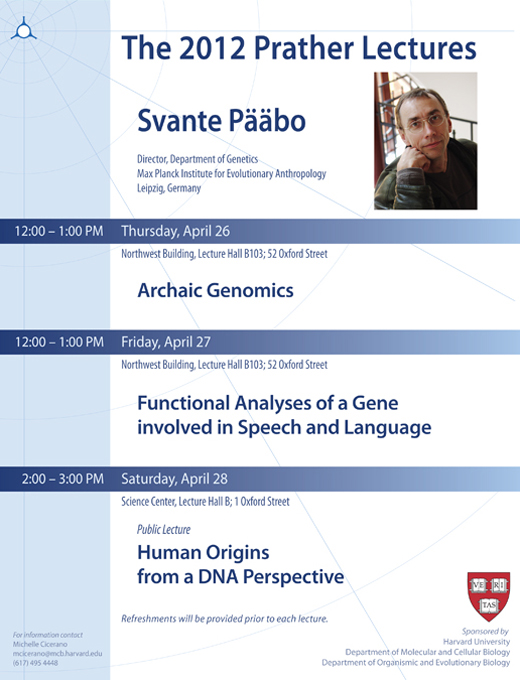 The 2012 Prather Lectures
Svante Pääbo
Director, Department of Genetics
Max Planck Institute for Evolutionary Anthropology
Leipzig, Germany
12:00 – 1:00 PM Thursday, April 26
Northwest Building, Lecture Hall B103; 52 Oxford Street
Archaic Genomics
12:00 – 1:00 PM Friday, April 27
Northwest Building, Lecture Hall B103; 52 Oxford Street
Functional Analyses of a Gene
involved in Speech and Language
2:00 – 3:00 PM Saturday, April 28
Science Center, Lecture Hall B; 1 Oxford Street
Public Lecture
Human Origins
from a DNA Perspective
Refreshments will be provided prior to each lecture.
For information contact
Michelle Cicerano
mcicerano@mcb.harvard.edu
(617) 495 4448
VE RI
TAS
Sponsored by
Harvard University
Department of Molecular and Cellular Biology
Department of Organismic and Evolutionary Biology